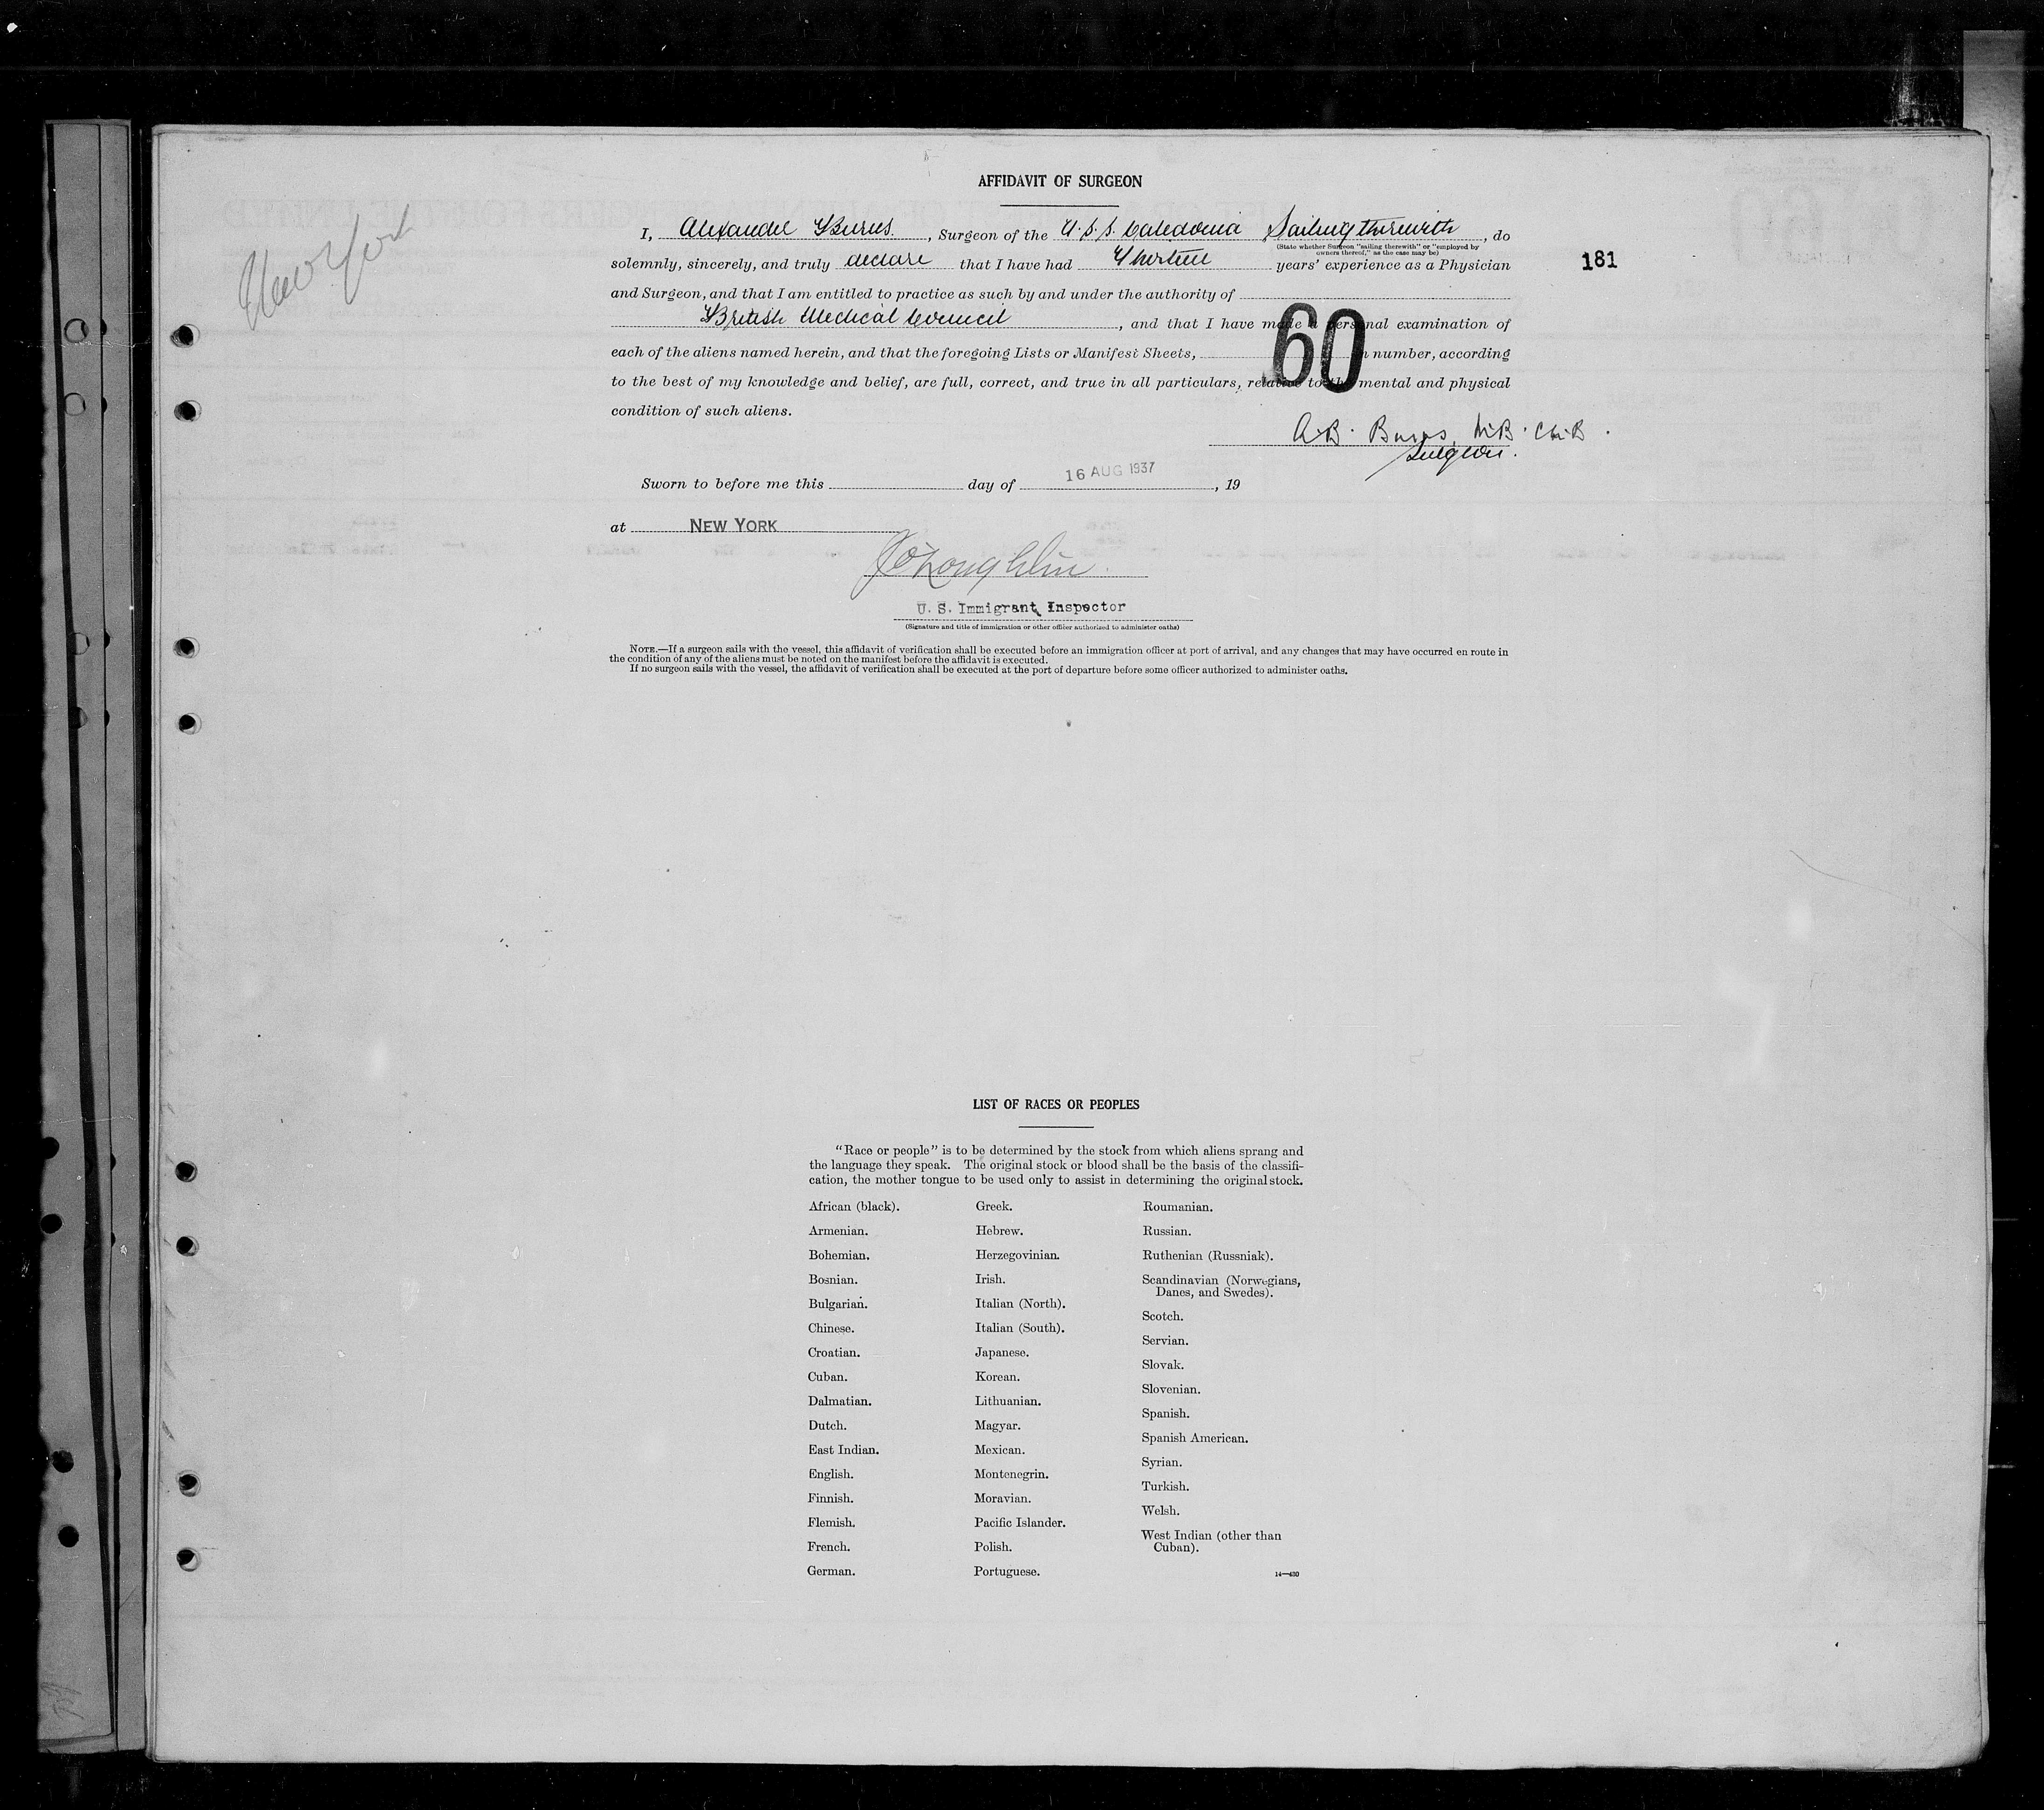 AFFIDAVIT OF SURGEON
New York
I, Alexander Burns, Surgeon of the T.S.S. Caledonia Sailing therewith, do
(State whether Surgeon "sailing therewith" or "employed by
owners thereof," as the case may be)
solemnly, sincerely, and truly declare that I have had Thirteen years' experience as a Physician
181
and Surgeon, and that I am entitled to practice as such by and under the authority of
British Medical Council, and that I have made a personal examination of
60
each of the aliens named herein, and that the foregoing Lists or Manifest Sheets, in number, according
to the best of my knowledge and belief, are full, correct, and true in all particulars, relative to the mental and physical
condition of such aliens.
A.B. Burns, M.B. Ch.B.
Surgeon.
Sworn to before me this day of 16 AUG 1937, 19
at NEW YORK
O'Loughlin.
U. S. Immigrant Inspector
(Signature and title of immigration or other officer authorized to administer oaths)
NOTE.—If a surgeon sails with the vessel, this affidavit of verification shall be executed before an immigration officer at port of arrival, and any changes that may have occurred en route in
the condition of any of the aliens must be noted on the manifest before the affidavit is executed.
If no surgeon sails with the vessel, the affidavit of verification shall be executed at the port of departure before some officer authorized to administer oaths.
LIST OF RACES OR PEOPLES
"Race or people" is to be determined by the stock from which aliens sprang and
the language they speak. The original stock or blood shall be the basis of the classifi-
cation, the mother tongue to be used only to assist in determining the original stock.
African (black).
Armenian.
Bohemian.
Bosnian.
Bulgarian.
Chinese.
Croatian.
Cuban.
Dalmatian.
Dutch.
East Indian.
English.
Finnish.
Flemish.
French.
German.
Greek.
Hebrew.
Herzegovinian.
Irish.
Italian (North).
Italian (South).
Japanese.
Korean.
Lithuanian.
Magyar.
Mexican.
Montenegrin.
Moravian.
Pacific Islander.
Polish.
Portuguese.
Roumanian.
Russian.
Ruthenian (Russniak).
Scandinavian (Norwegians,
Danes, and Swedes).
Scotch.
Servian.
Slovak.
Slovenian.
Spanish.
Spanish American.
Syrian.
Turkish.
Welsh.
West Indian (other than
Cuban).
14—430